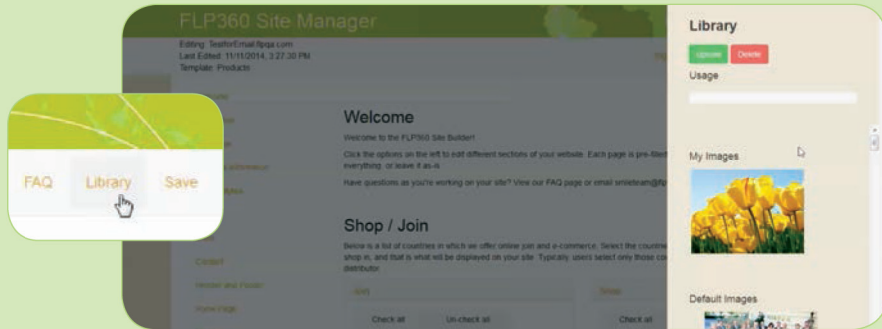 FLP360 Site Manager
Editing: TestforEmail.flpqa.com
Last Edited: 11/11/2014, 3:27:30 PM
Template: Products
Welcome
Welcome to the FLP360 Site Builder!
Click the options on the left to edit different sections of your website. Each page is pre-filled
everything, or leave it as-is.
Have questions as you're working on your site? View our FAQ page or email
Shop / Join
Below is a list of countries in which we offer online join and e-commerce. Select the countries
shop in, and that is what will be displayed on your site. Typically, users select only those
distributor.
Join
Check all
Un-check all
Check all
Contact
Header and Footer
Home Page
FAQ
Library
Save
Library
Upload
Delete
Usage
My Images
Default Images